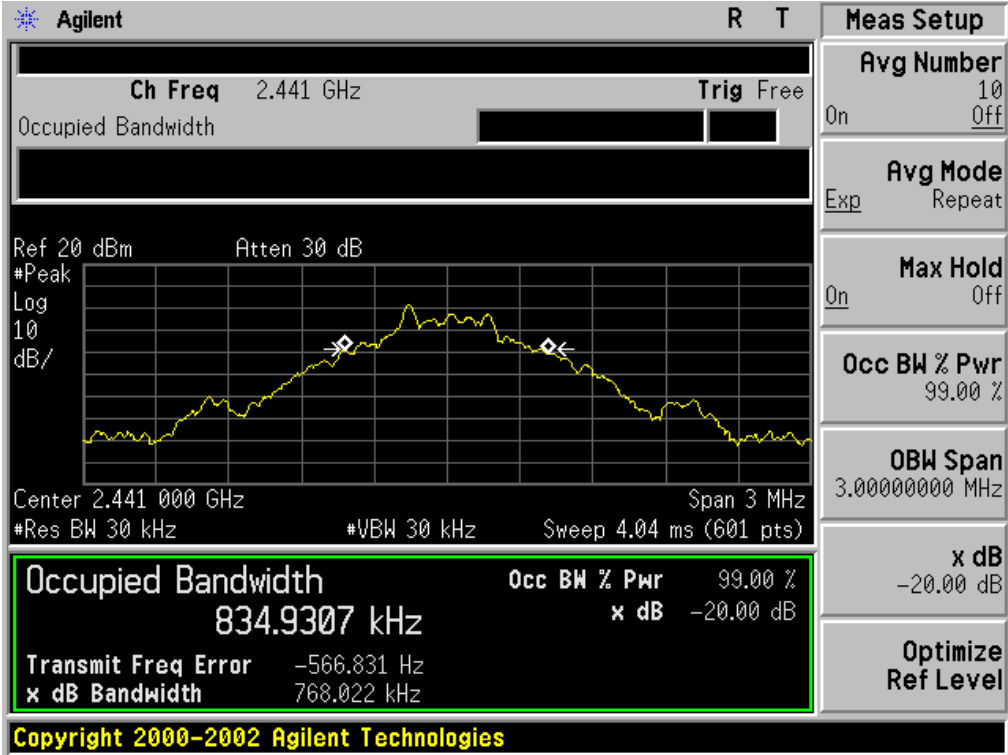 Agilent R T
Ch Freq 2.441 GHz Trig Free
Occupied Bandwidth
Ref 20 dBm Atten 30 dB
#Peak
Log
10
dB/
Center 2.441 000 GHz Span 3 MHz
#Res BW 30 kHz #VBW 30 kHz Sweep 4.04 ms (601 pts)
Occupied Bandwidth
834.9307 kHz
Occ BW % Pwr 99.00 %
x dB -20.00 dB
Transmit Freq Error -566.831 Hz
x dB Bandwidth 768.022 kHz
Copyright 2000-2002 Agilent Technologies
Meas Setup
Avg Number
10
On Off
Avg Mode
Exp Repeat
Max Hold
On Off
Occ BW % Pwr
99.00 %
OBW Span
3.00000000 MHz
x dB
-20.00 dB
Optimize
Ref Level